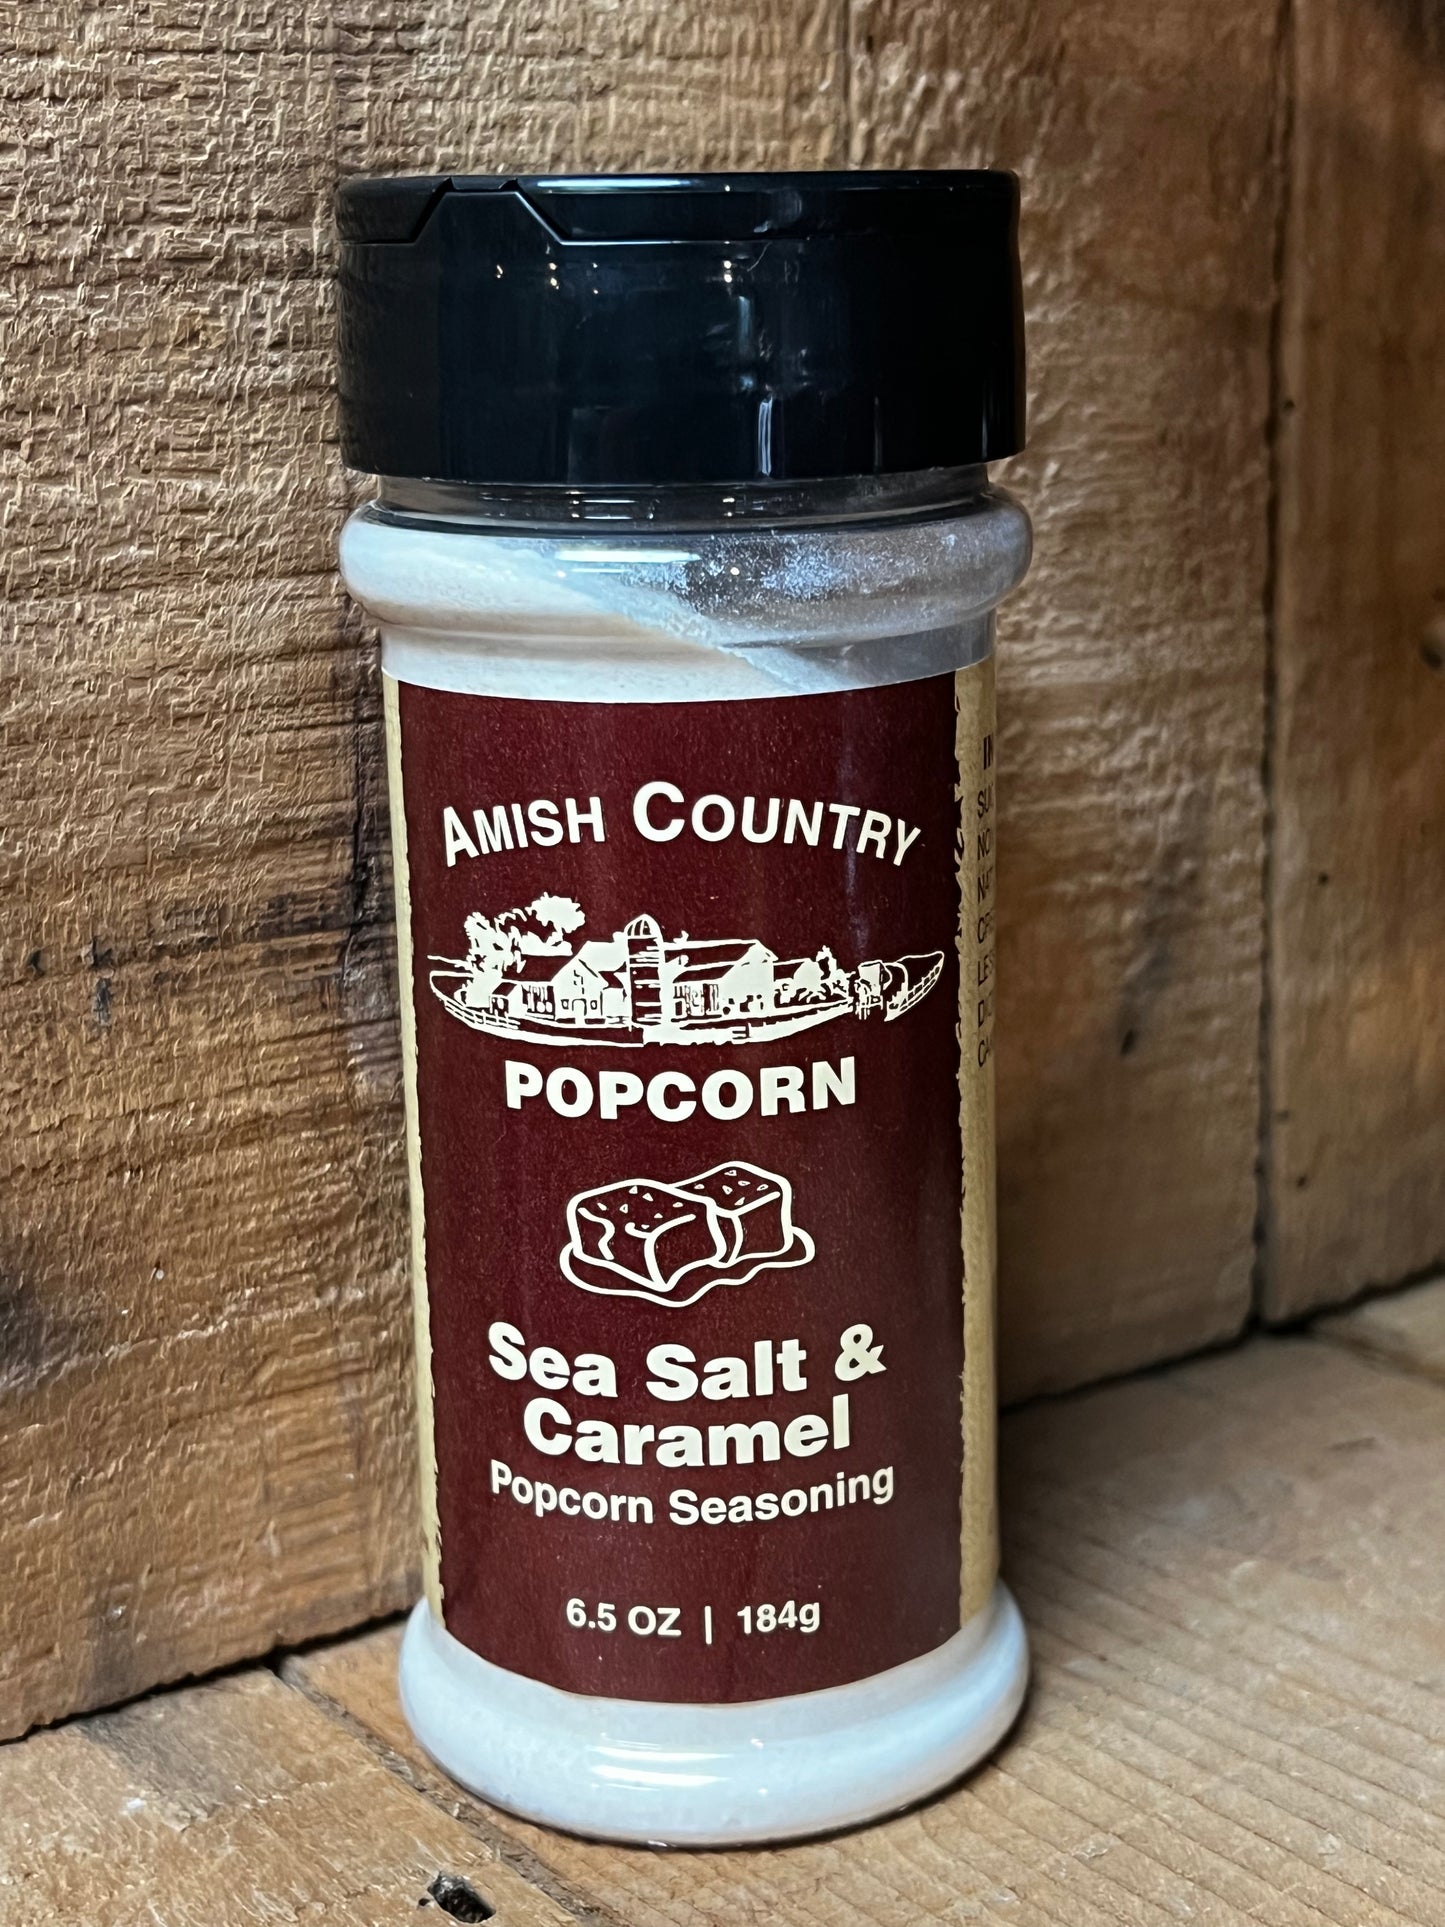 AMISH COUNTRY
POPCORN
Sea Salt &
Caramel
Popcorn Seasoning
6.5 OZ | 184g